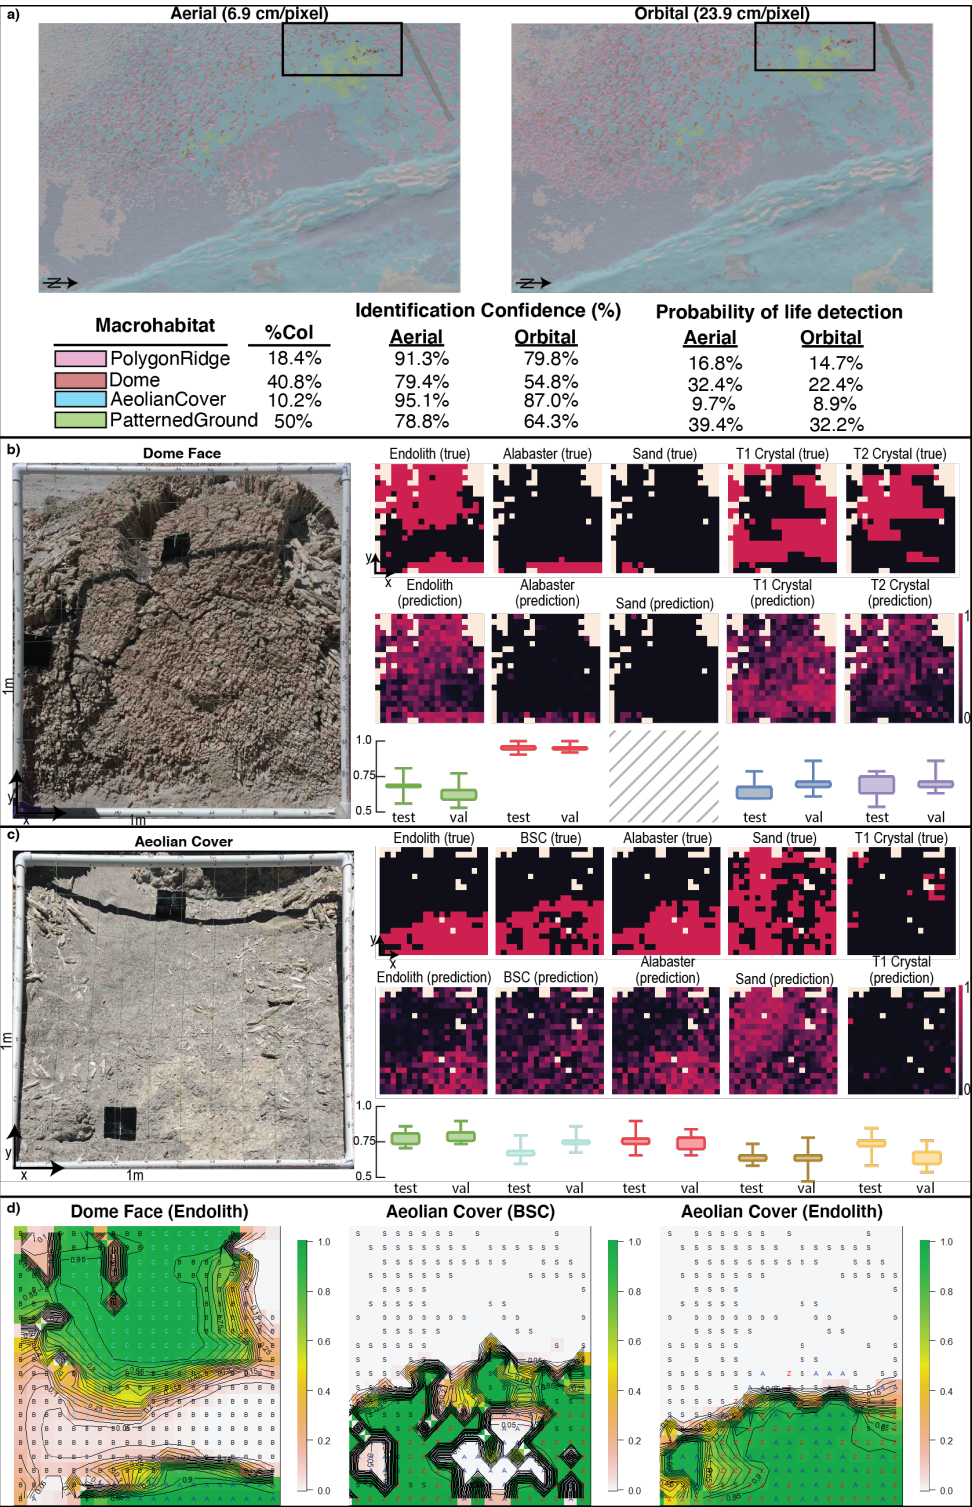 a)
Aerial (6.9 cm/pixel)
Orbital (23.9 cm/pixel)
N
N
Macrohabitat
%Col
Identification Confidence (%)
Aerial
Orbital
Probability of life detection
Aerial
Orbital
PolygonRidge 18.4% 91.3% 79.8% 16.8% 14.7%
Dome 40.8% 79.4% 54.8% 32.4% 22.4%
AeolianCover 10.2% 95.1% 87.0% 9.7% 8.9%
PatternedGround 50% 78.8% 64.3% 39.4% 32.2%
b)
Dome Face
1m
y
x
1m
Endolith (true)
Alabaster (true)
Sand (true)
T1 Crystal (true)
T2 Crystal (true)
y
x
Endolith
(prediction)
Alabaster
(prediction)
Sand (prediction)
T1 Crystal
(prediction)
T2 Crystal
(prediction)
1
0
1.0
0.75
0.5
test val test val test val test val
c)
Aeolian Cover
1m
y
x
1m
Endolith (true)
BSC (true)
Alabaster (true)
Sand (true)
T1 Crystal (true)
y
x
Endolith (prediction)
BSC (prediction)
Alabaster
(prediction)
Sand (prediction)
T1 Crystal
(prediction)
1
0
1.0
0.75
0.5
test val test val test val test val test val
d)
Dome Face (Endolith)
Aeolian Cover (BSC)
Aeolian Cover (Endolith)
1.0
0.8
0.6
0.4
0.2
0.0
1.0
0.8
0.6
0.4
0.2
0.0
1.0
0.8
0.6
0.4
0.2
0.0